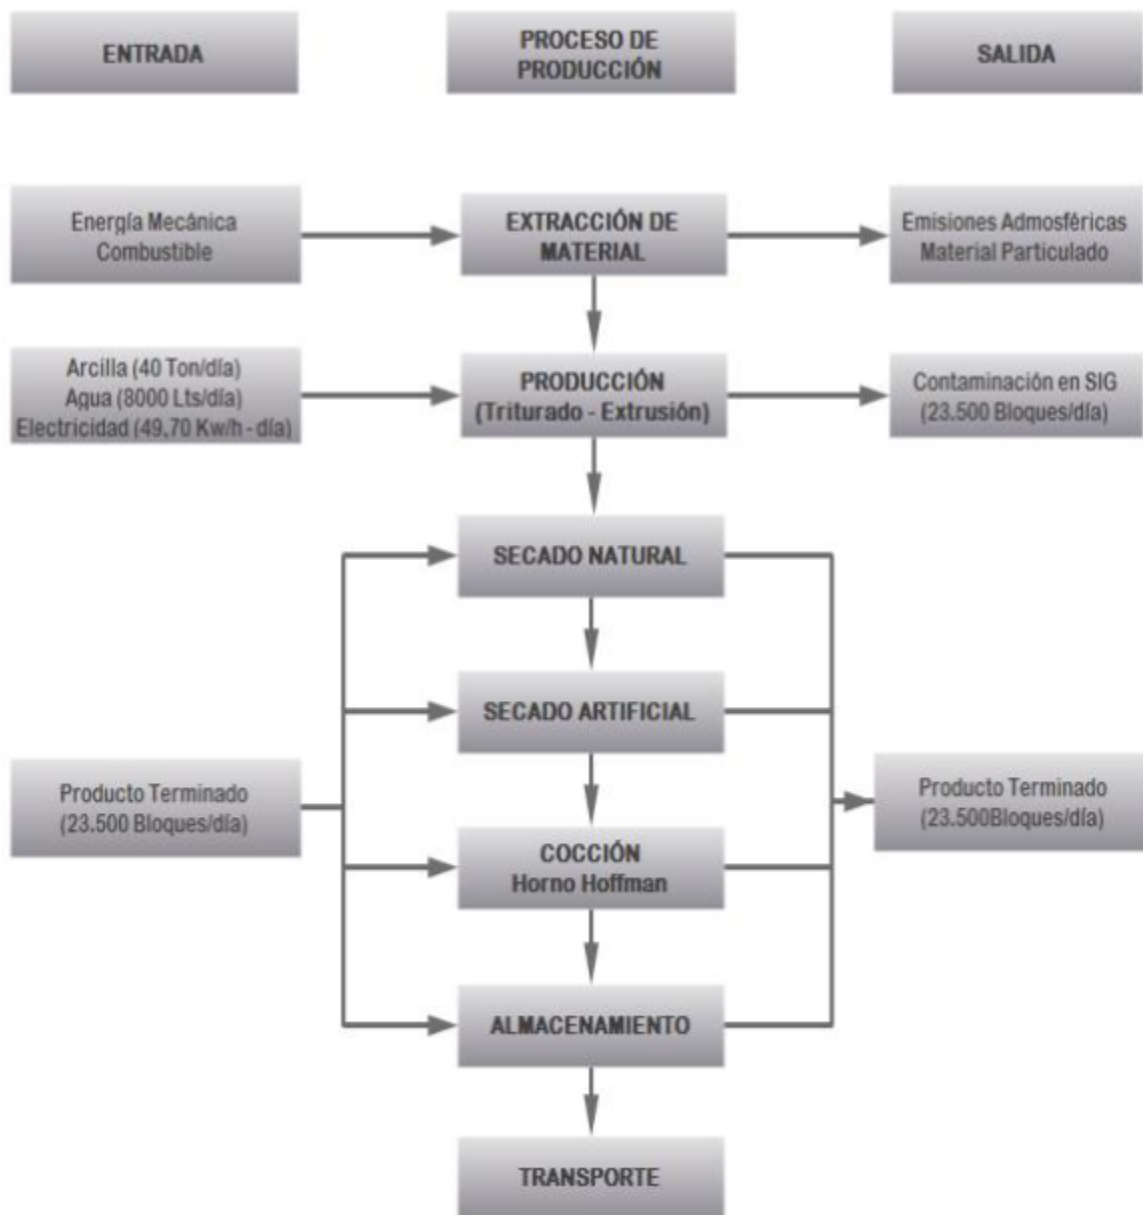 ENTRADA
PROCESO DE
PRODUCCIÓN
SALIDA
Energía Mecánica
Combustible
EXTRACCIÓN DE
MATERIAL
Emisiones Admosféricas
Material Particulado
Arcilla (40 Ton/día)
Agua (8000 Lts/día)
Electricidad (49,70 Kw/h - día)
PRODUCCIÓN
(Triturado - Extrusión)
Contaminación en SIG
(23.500 Bloques/día)
SECADO NATURAL
SECADO ARTIFICIAL
Producto Terminado
(23.500 Bloques/día)
COCCIÓN
Horno Hoffman
Producto Terminado
(23.500Bloques/día)
ALMACENAMIENTO
TRANSPORTE